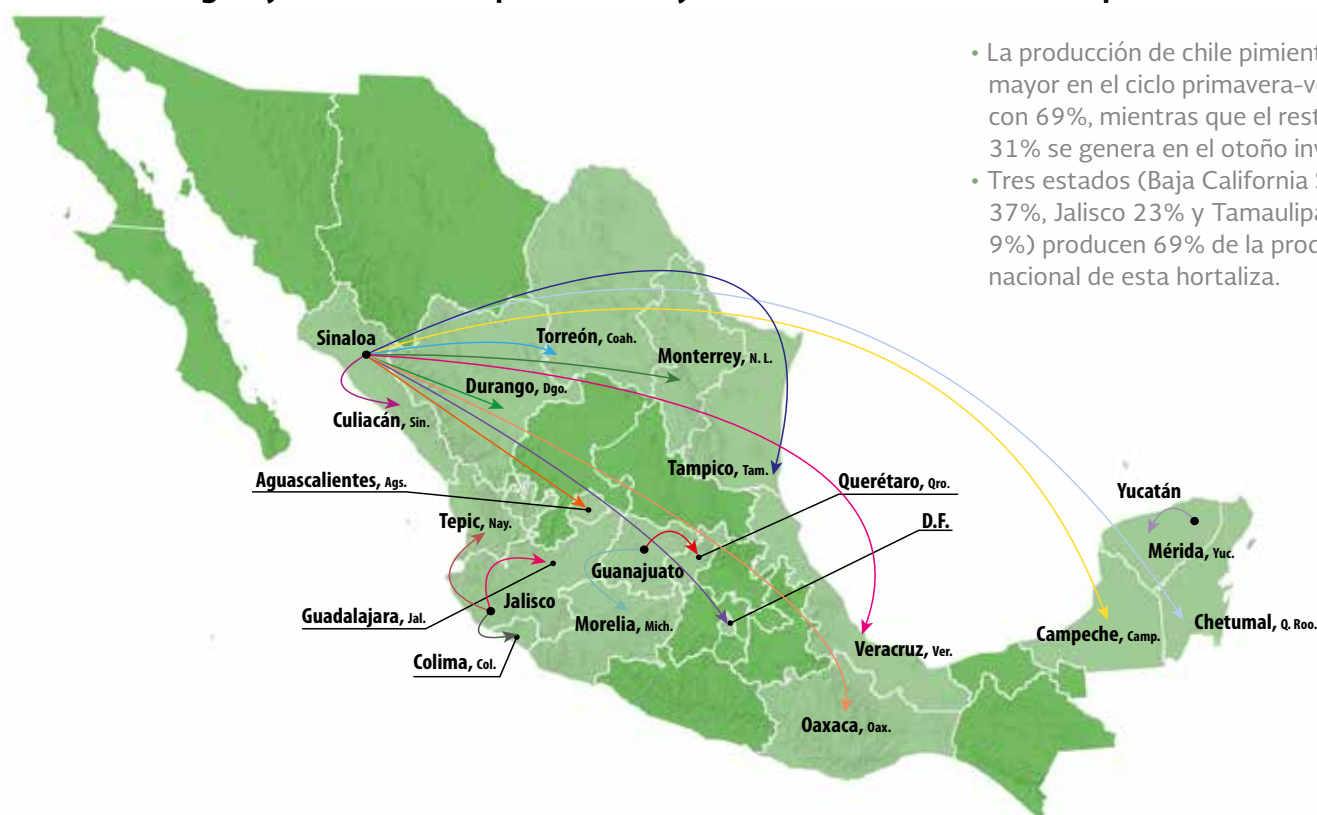 • La producción de chile pimient
mayor en el ciclo primavera-ve
con 69%, mientras que el rest
31% se genera en el otoño inv
• Tres estados (Baja California S
37%, Jalisco 23% y Tamaulipa
9%) producen 69% de la prod
nacional de esta hortaliza.
Sinaloa
Torreón, Coah.
Monterrey, N. L.
Durango, Dgo.
Culiacán, Sin.
Tampico, Tam.
Aguascalientes, Ags.
Querétaro, Qro.
Yucatán
Tepic, Nay.
D.F.
Mérida, Yuc.
Guanajuato
Jalisco
Guadalajara, Jal.
Morelia, Mich.
Chetumal, Q. Roo.
Campeche, Camp.
Veracruz, Ver.
Colima, Col.
Oaxaca, Oax.